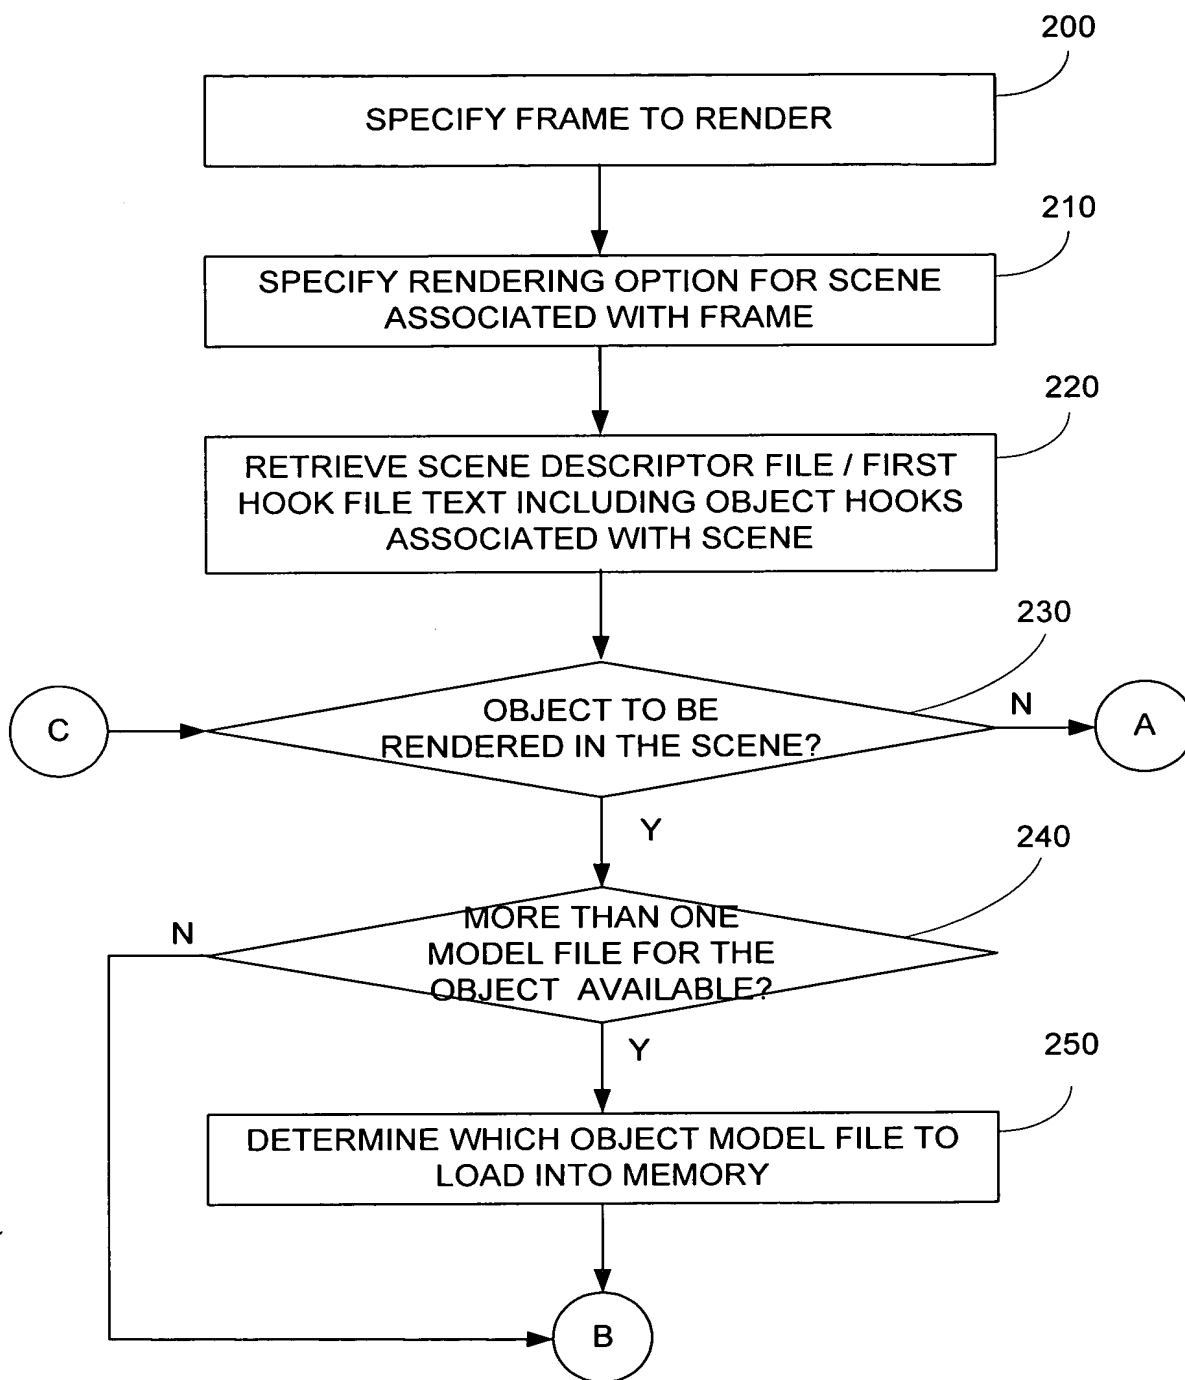 200
SPECIFY FRAME TO RENDER
210
SPECIFY RENDERING OPTION FOR SCENE
ASSOCIATED WITH FRAME
220
RETRIEVE SCENE DESCRIPTOR FILE / FIRST
HOOK FILE TEXT INCLUDING OBJECT HOOKS
ASSOCIATED WITH SCENE
230
C
OBJECT TO BE
RENDERED IN THE SCENE?
N
A
Y
240
N
MORE THAN ONE
MODEL FILE FOR THE
OBJECT AVAILABLE?
Y
250
DETERMINE WHICH OBJECT MODEL FILE TO
LOAD INTO MEMORY
B